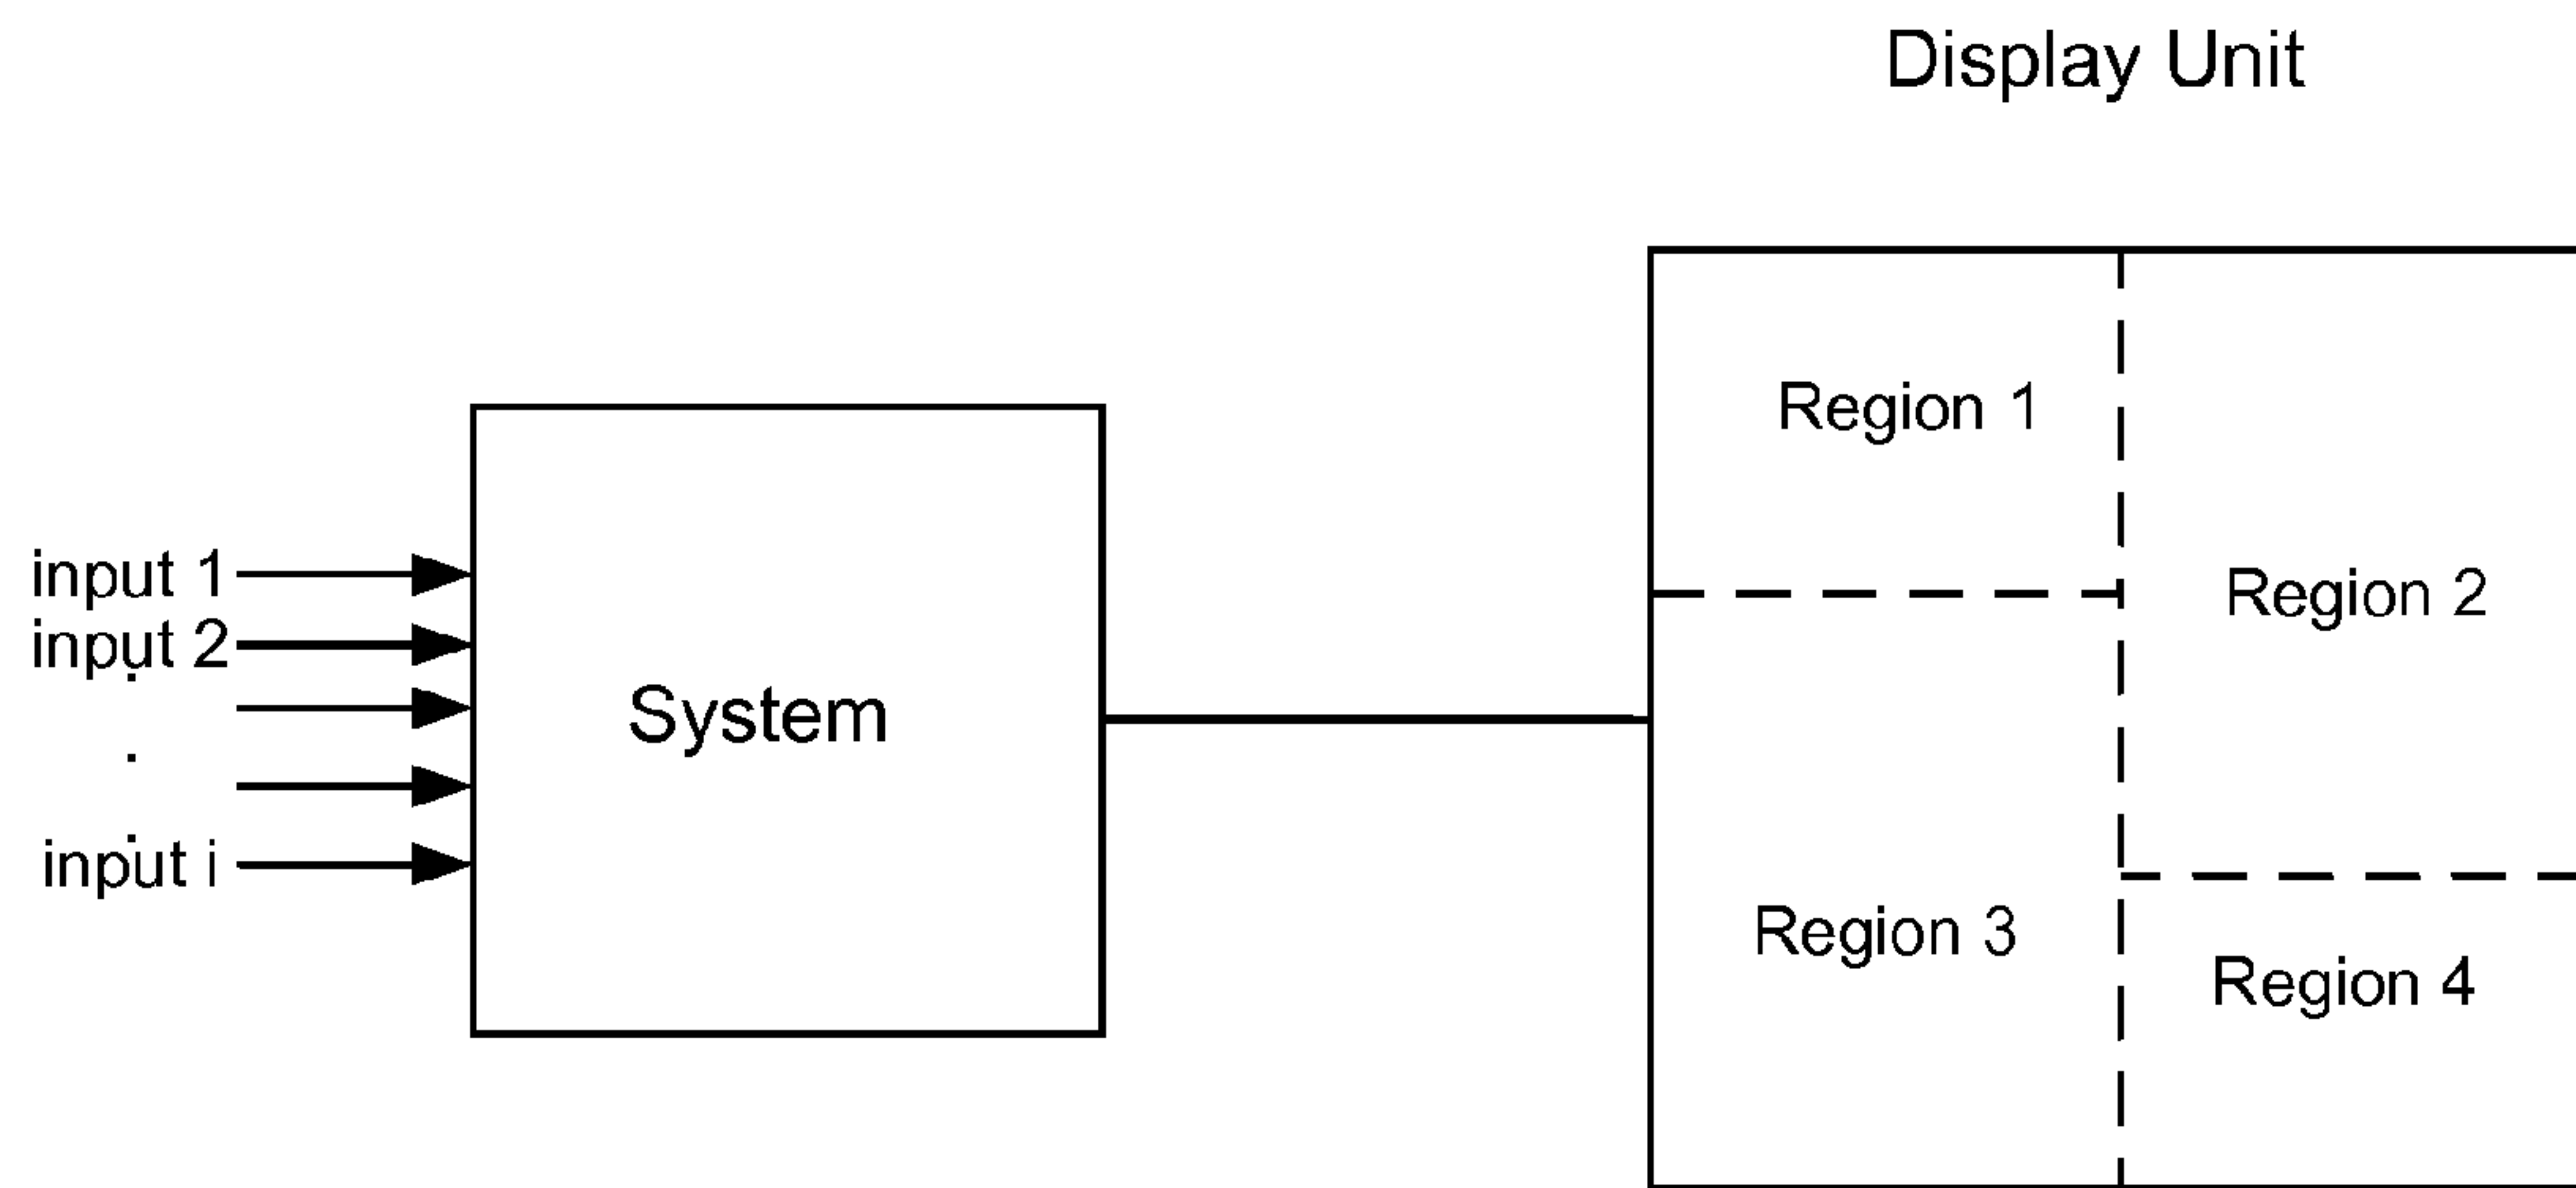 Display Unit
input 1
input 2
.
.
.
input i
System
Region 1
Region 2
Region 3
Region 4